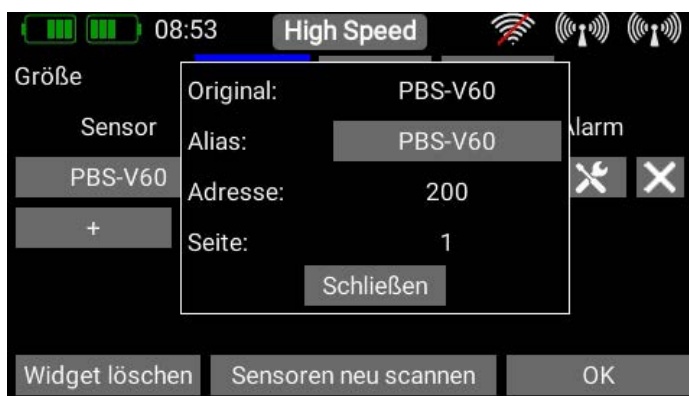 08:53 High Speed
Größe
Original: PBS-V60
Sensor
Alias: PBS-V60
PBS-V60
Adresse: 200
+
Seite: 1
Schließen
Widget löschen Sensoren neu scannen OK